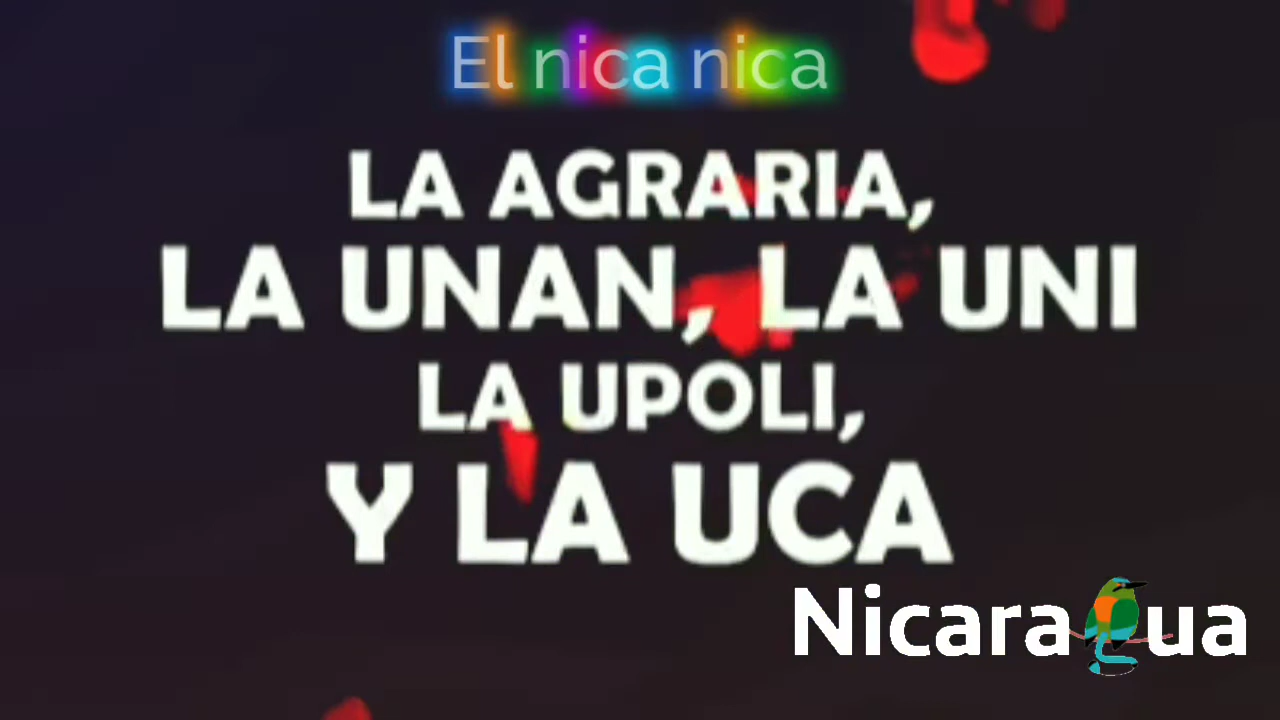 El nica nica
LA AGRARIA,
LA UNAN, LA UNI
LA UPOLI,
Y LA UCA
Nicaragua